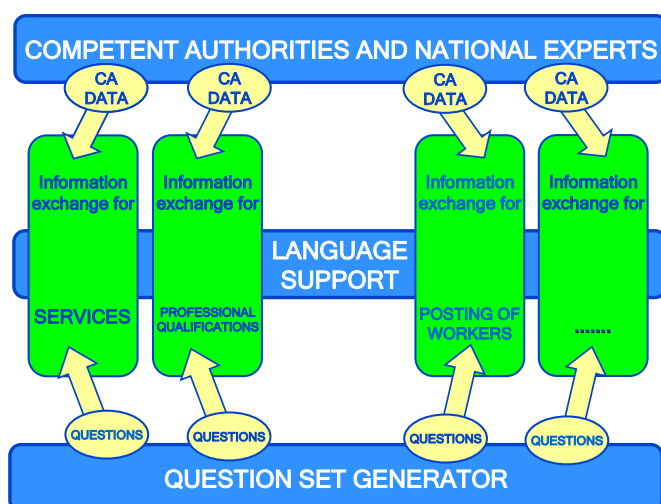 COMPETENT AUTHORITIES AND NATIONAL EXPERTS
CA
DATA
CA
DATA
CA
DATA
CA
DATA
Information
exchange for
Information
exchange for
Information
exchange for
Information
exchange for
LANGUAGE
SUPPORT
SERVICES
PROFESSIONAL
QUALIFICATIONS
POSTING OF
WORKERS
.......
QUESTIONS
QUESTIONS
QUESTIONS
QUESTIONS
QUESTION SET GENERATOR